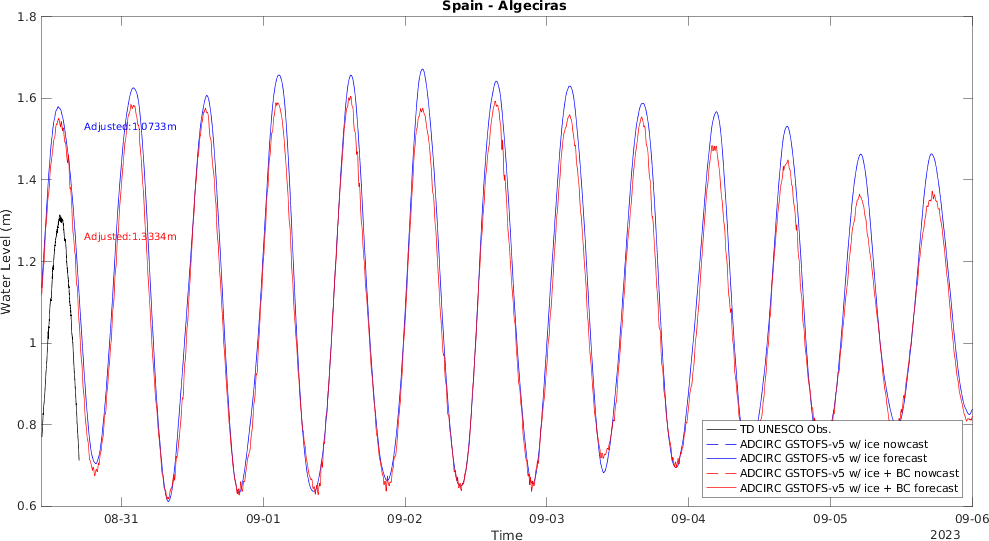 Spain - Algeciras
1.8
1.6
1.4
1.2
1
0.8
0.6
Water Level (m)
Adjusted:1.0733m
Adjusted:1.3334m
TD UNESCO Obs.
ADCIRC GSTOFS-v5 w/ ice nowcast
ADCIRC GSTOFS-v5 w/ ice forecast
ADCIRC GSTOFS-v5 w/ ice + BC nowcast
ADCIRC GSTOFS-v5 w/ ice + BC forecast
08-31
09-01
09-02
09-03
09-04
09-05
09-06
Time
2023